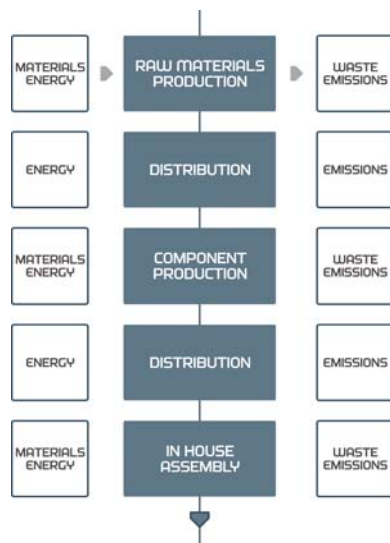 MATERIALS
ENERGY
RAW MATERIALS
PRODUCTION
WASTE
EMISSIONS
ENERGY
DISTRIBUTION
EMISSIONS
MATERIALS
ENERGY
COMPONENT
PRODUCTION
WASTE
EMISSIONS
ENERGY
DISTRIBUTION
EMISSIONS
MATERIALS
ENERGY
IN HOUSE
ASSEMBLY
WASTE
EMISSIONS